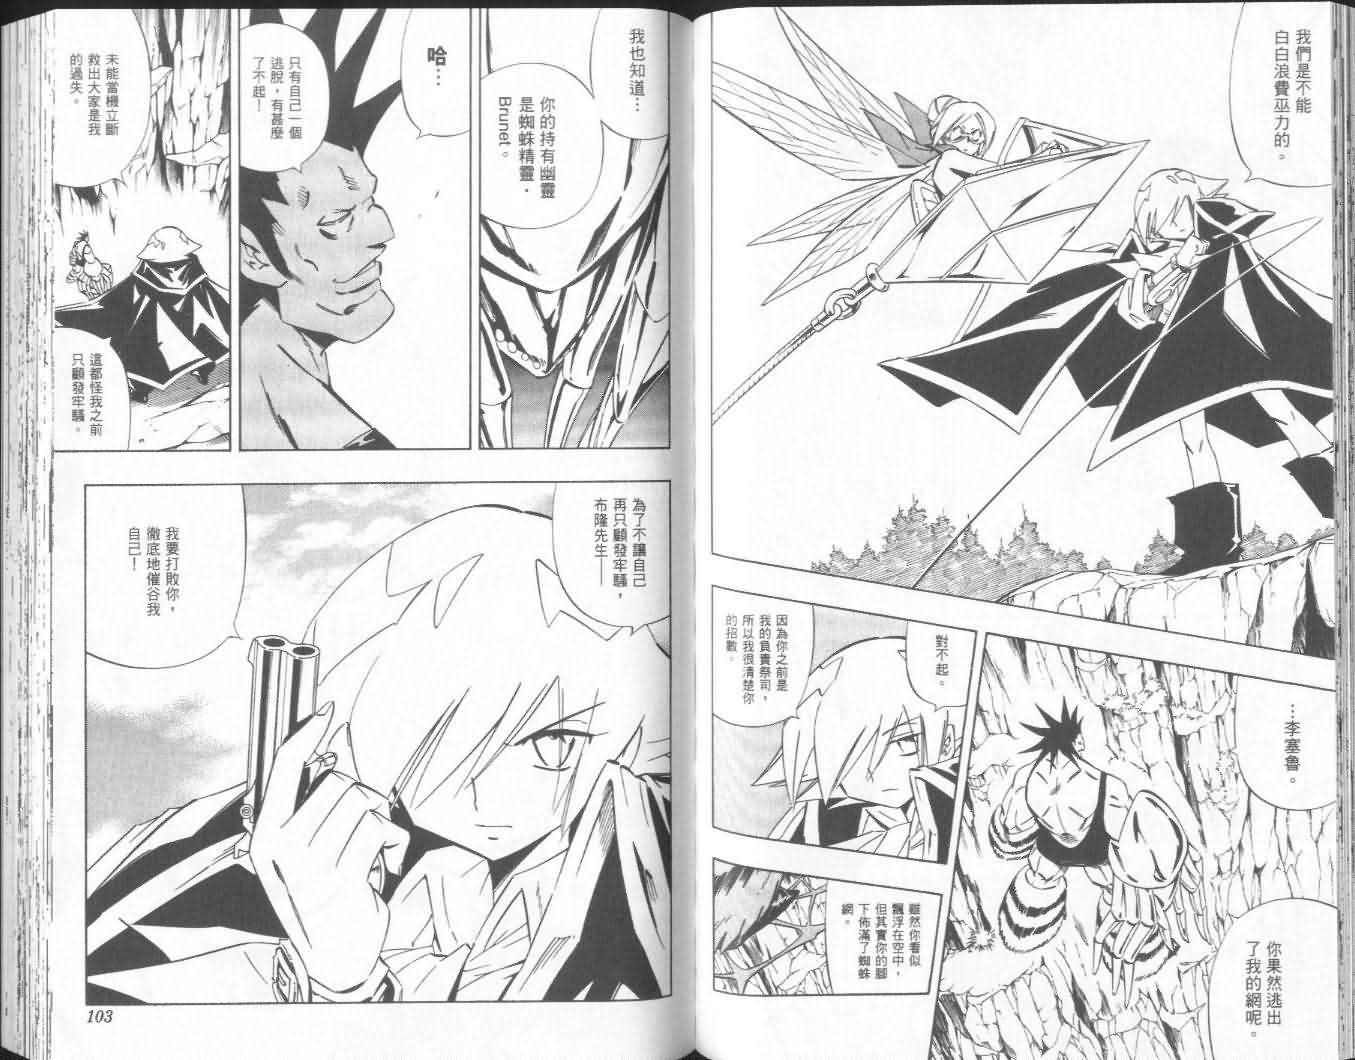 我們是不能
白白浪費巫力的。
…李塞魯。
你果然逃出
了我的網呢。
對不起。
因為你之前是
我的負責祭司，
所以我很清楚你
的招數。
雖然你看似
飄浮在空中，
但其實你的腳
下佈滿了蜘蛛
網。
我也知道…
你的持有幽靈
是蜘蛛精靈．
Brunet。
哈…
只有自己一個
逃脫，有甚麼
了不起！
未能當機立斷
救出大家是我
的過失。
這都怪我之前
只顧發牢騷。
為了不讓自己
再只顧發牢騷，
布隆先生——
我要打敗你，
徹底地催谷我
自己！
103